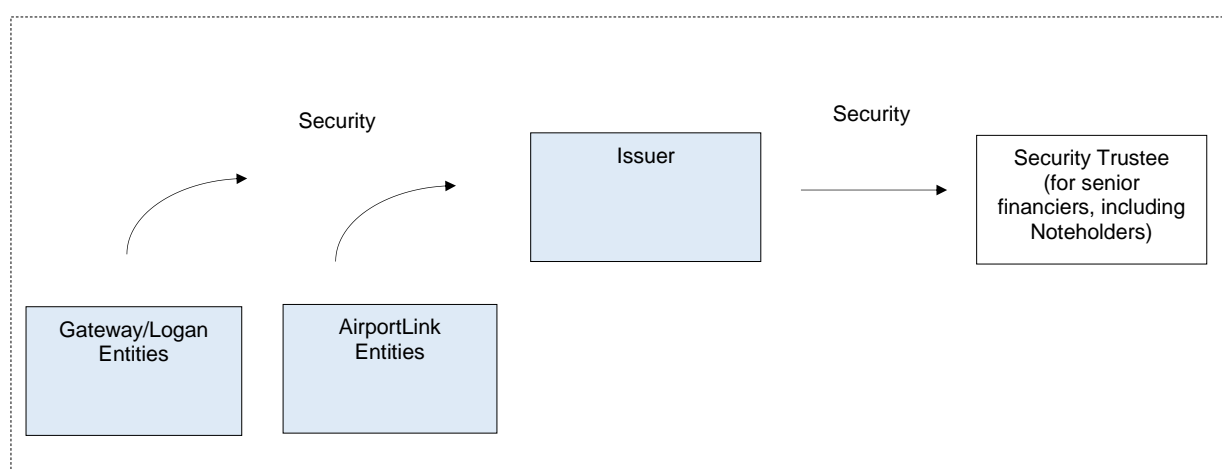 Security
Security
Issuer
Security Trustee
(for senior
financiers, including
Noteholders)
Gateway/Logan
Entities
AirportLink
Entities